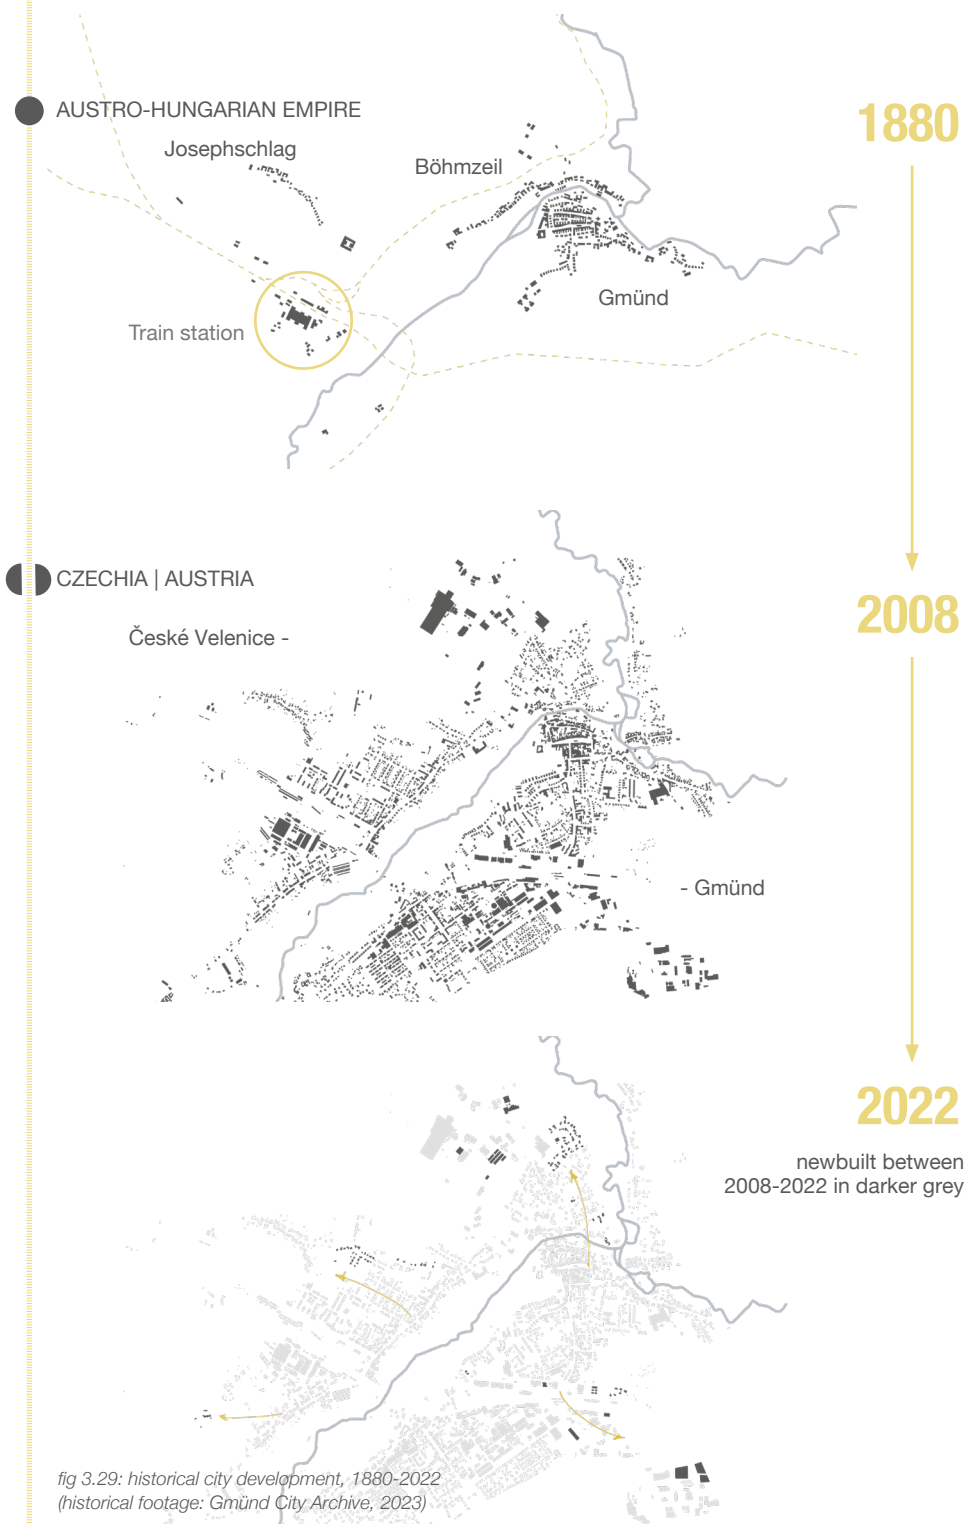 AUSTRO-HUNGARIAN EMPIRE
1880
Josephschlag
Böhmzeil
Gmünd
Train station
CZECHIA | AUSTRIA
2008
České Velenice -
- Gmünd
2022
newbuilt between
2008-2022 in darker grey
fig 3.29: historical city development, 1880-2022
(historical footage: Gmünd City Archive, 2023)